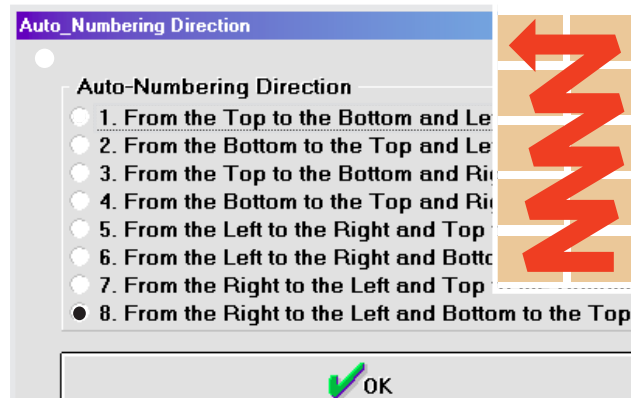 Auto_Numbering Direction
Auto-Numbering Direction
1. From the Top to the Bottom and Le
2. From the Bottom to the Top and Le
3. From the Top to the Bottom and Ri
4. From the Bottom to the Top and Ri
5. From the Left to the Right and Top
6. From the Left to the Right and Botto
7. From the Right to the Left and Top
8. From the Right to the Left and Bottom to the Top
OK